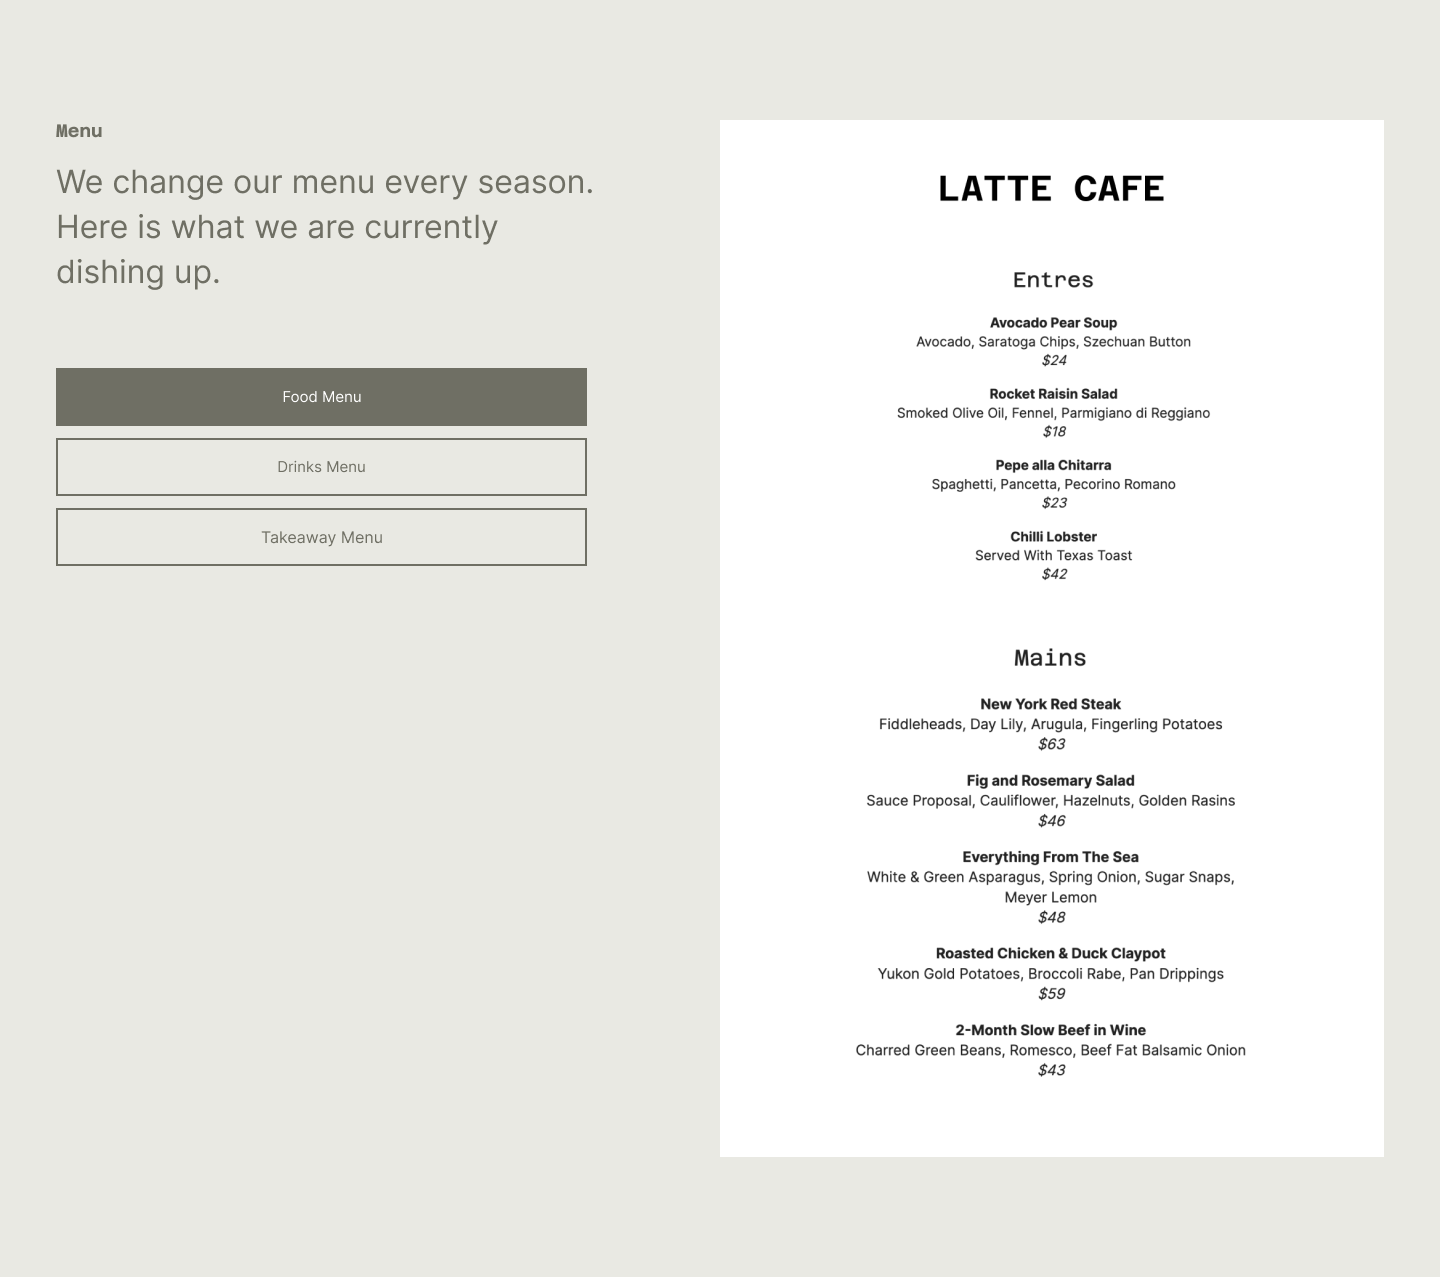 Menu
We change our menu every season.
Here is what we are currently
dishing up.
Food Menu
Drinks Menu
Takeaway Menu
LATTE CAFE
Entres
Avocado Pear Soup
Avocado, Saratoga Chips, Szechuan Button
$24
Rocket Raisin Salad
Smoked Olive Oil, Fennel, Parmigiano di Reggiano
$18
Pepe alla Chitarra
Spaghetti, Pancetta, Pecorino Romano
$23
Chilli Lobster
Served With Texas Toast
$42
Mains
New York Red Steak
Fiddleheads, Day Lily, Arugula, Fingerling Potatoes
$63
Fig and Rosemary Salad
Sauce Proposal, Cauliflower, Hazelnuts, Golden Rasins
$46
Everything From The Sea
White & Green Asparagus, Spring Onion, Sugar Snaps,
Meyer Lemon
$48
Roasted Chicken & Duck Claypot
Yukon Gold Potatoes, Broccoli Rabe, Pan Drippings
$59
2-Month Slow Beef in Wine
Charred Green Beans, Romesco, Beef Fat Balsamic Onion
$43